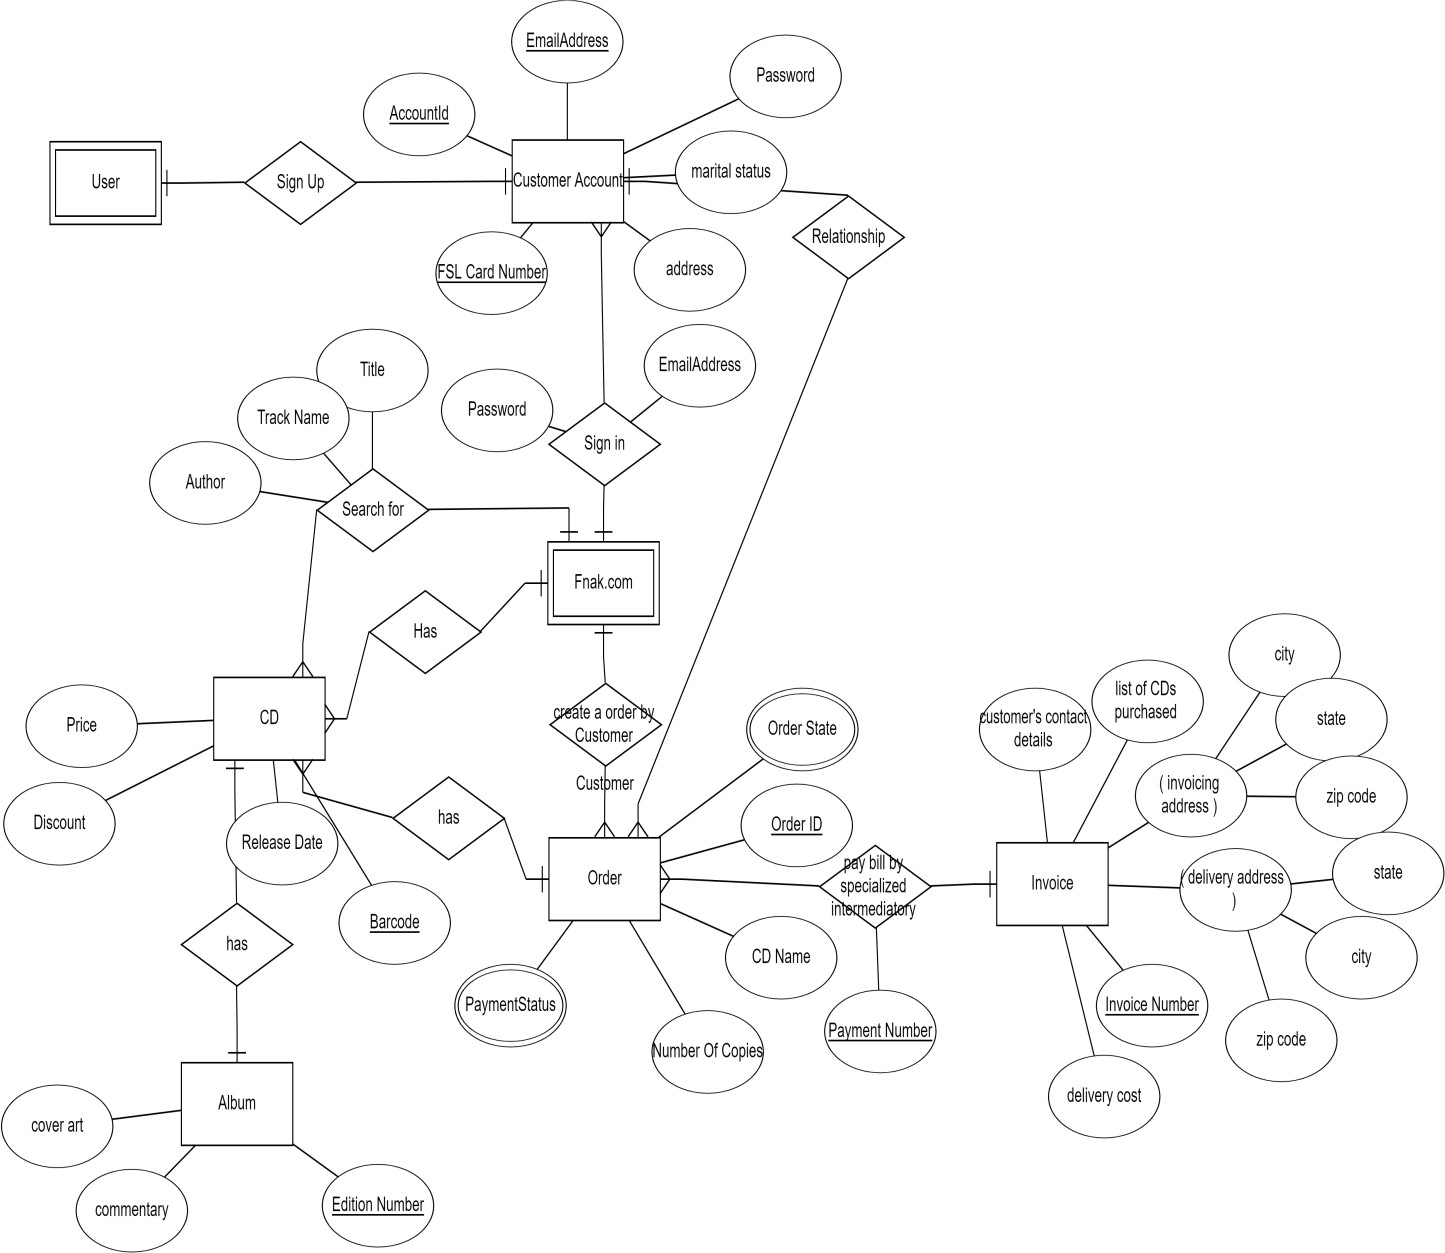 EmailAddress
Password
AccountId
marital status
User
Sign Up
Customer Account
Relationship
FSL Card Number
address
Title
EmailAddress
Track Name
Password
Sign in
Author
Search for
Fnak.com
Has
city
CD
Price
create a order by
Customer
Customer
Order State
customer's contact
details
list of CDs
purchased
state
( invoicing
address )
zip code
Discount
Release Date
has
Order ID
Order
pay bill by
specialized
intermediatory
Invoice
( delivery address
)
state
Barcode
has
CD Name
city
PaymentStatus
Number Of Copies
Payment Number
Invoice Number
zip code
delivery cost
Album
cover art
commentary
Edition Number